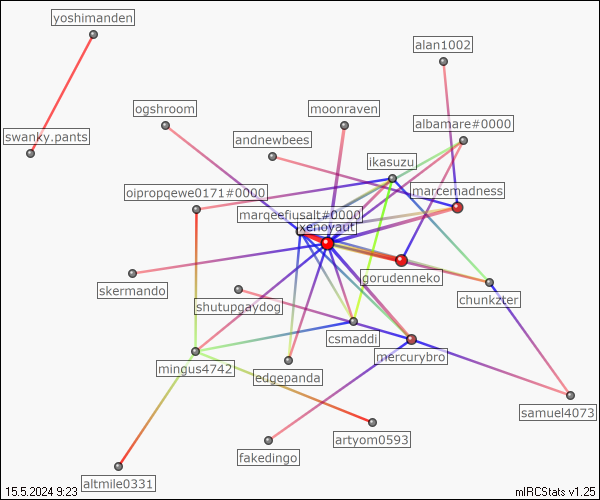 yoshimanden
alan1002
ogshroom
moonraven
albamare#0000
swanky.pants
andnewbees
ikasuzu
oipropqewe0171#0000
marcemadness
marqeefiusalt#0000
xenoyaut
gorudenneko
skermando
shutupgaydog
chunkzter
csmaddi
mercurybro
mingus4742
edgepanda
samuel4073
artyom0593
fakedingo
altmile0331
15.5.2024 9:23
mIRCStats v1.25